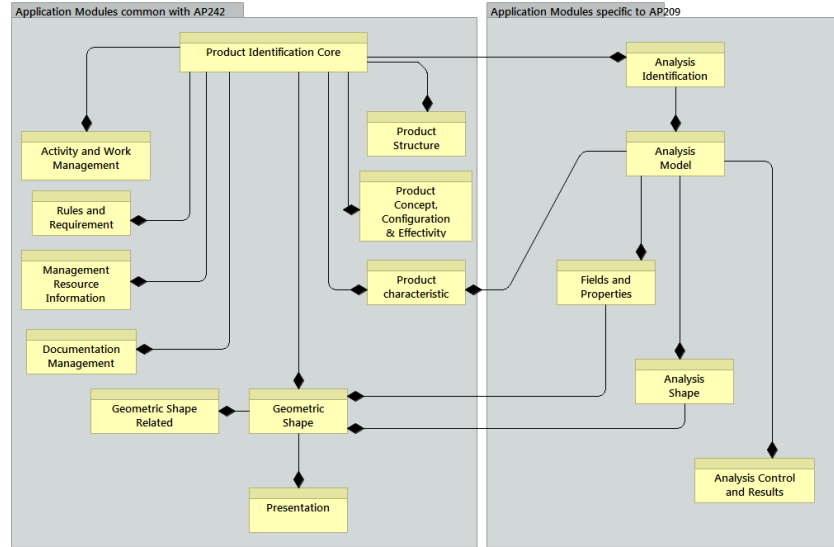 Application Modules common with AP242
Application Modules specific to AP209
Product Identification Core
Analysis
Identification
Activity and Work
Management
Product
Structure
Analysis
Model
Rules and
Requirement
Product
Concept,
Configuration
& Effectivity
Management
Resource
Information
Product
characteristic
Fields and
Properties
Documentation
Management
Analysis
Shape
Geometric Shape
Related
Geometric
Shape
Analysis Control
and Results
Presentation